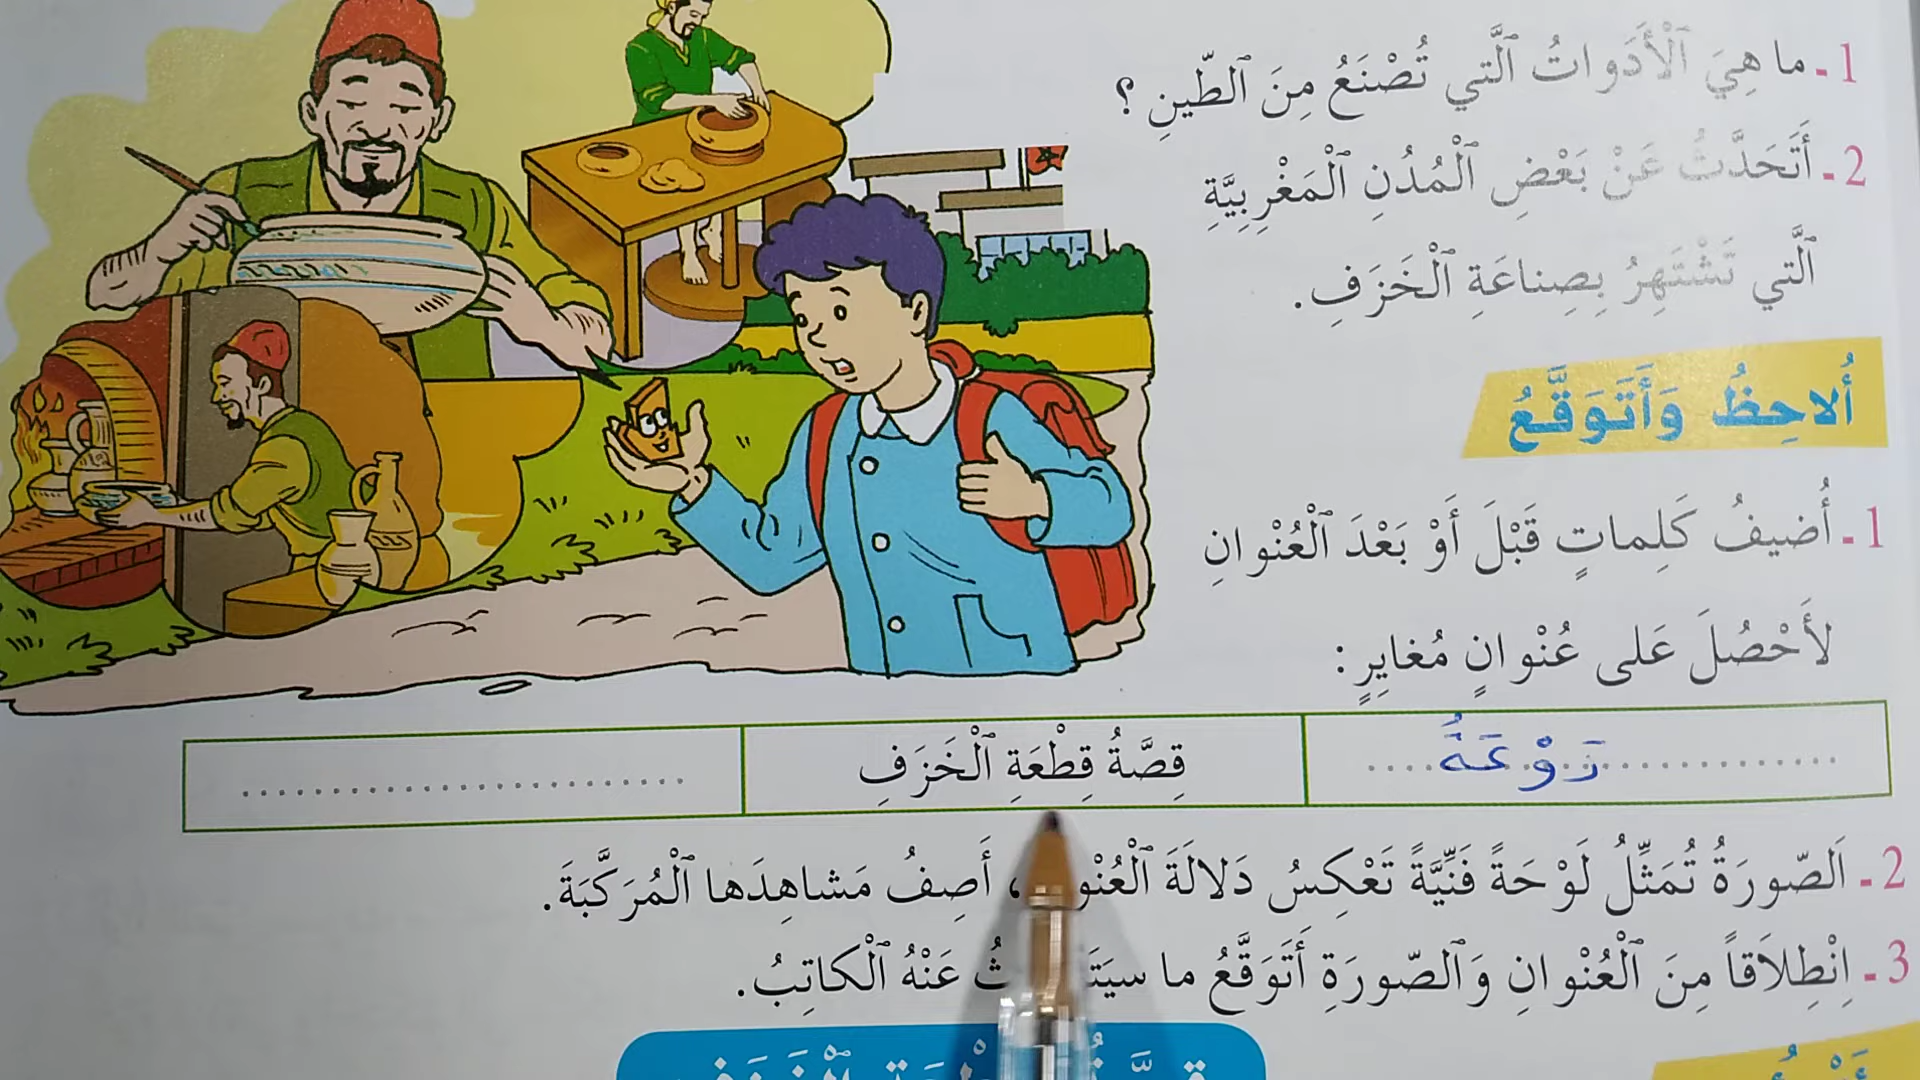 1 - ما هِيَ ٱلْأَدَواتُ ٱلَّتي تُصْنَعُ مِنَ ٱلطّينِ ؟
2 - أَتَحَدَّثُ عَنْ بَعْضِ ٱلْمُدُنِ ٱلْمَغْرِبِيَّةِ
ٱلَّتي تَشْتَهِرُ بِصِناعَةِ ٱلْخَزَفِ.
أُلاحِظُ وَأَتَوَقَّعُ
1 - أُضيفُ كَلِماتٍ قَبْلَ أَوْ بَعْدَ ٱلْعُنْوانِ
لأَحْصُلَ عَلى عُنْوانٍ مُغايِرٍ :
رَوْعَةُ
قِصَّةُ قِطْعَةِ ٱلْخَزَفِ
2 - اَلصّورَةُ تُمَثِّلُ لَوْحَةً فَنِّيَّةً تَعْكِسُ دَلالَةَ ، أَصِفُ مَشاهِدَها ٱلْمُرَكَّبَةَ.
3 - اِنْطِلَاقاً مِنَ ٱلْعُنْوانِ وَٱلصّورَةِ أَتَوَقَّعُ ما عَنْهُ ٱلْكاتِبُ.